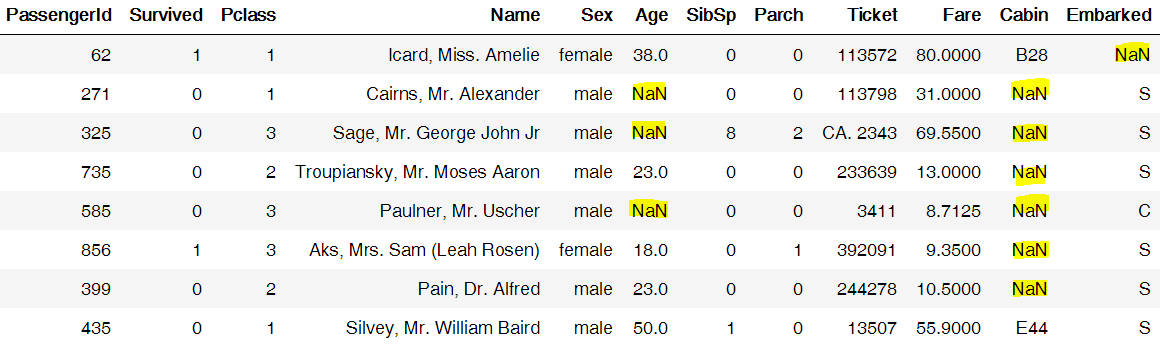 PassengerId Survived Pclass Name Sex Age SibSp Parch Ticket Fare Cabin Embarked
62 1 1 Icard, Miss. Amelie female 38.0 0 0 113572 80.0000 B28 NaN
271 0 1 Cairns, Mr. Alexander male NaN 0 0 113798 31.0000 NaN S
325 0 3 Sage, Mr. George John Jr male NaN 8 2 CA. 2343 69.5500 NaN S
735 0 2 Troupiansky, Mr. Moses Aaron male 23.0 0 0 233639 13.0000 NaN S
585 0 3 Paulner, Mr. Uscher male NaN 0 0 3411 8.7125 NaN C
856 1 3 Aks, Mrs. Sam (Leah Rosen) female 18.0 0 1 392091 9.3500 NaN S
399 0 2 Pain, Dr. Alfred male 23.0 0 0 244278 10.5000 NaN S
435 0 1 Silvey, Mr. William Baird male 50.0 1 0 13507 55.9000 E44 S